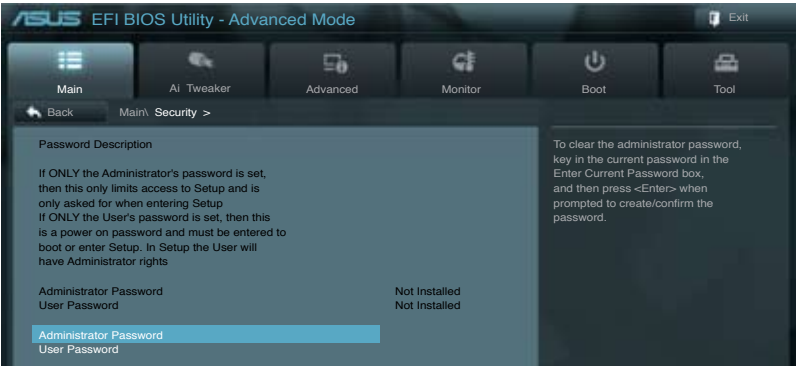 ASUS EFI BIOS Utility - Advanced Mode
Exit
Main
Ai Tweaker
Advanced
Monitor
Boot
Tool
Back
Main\ Security >
Password Description
If ONLY the Administrator's password is set,
then this only limits access to Setup and is
only asked for when entering Setup
If ONLY the User's password is set, then this
is a power on password and must be entered to
boot or enter Setup. In Setup the User will
have Administrator rights
Administrator Password Not Installed
User Password Not Installed
Administrator Password
User Password
To clear the administrator password,
key in the current password in the
Enter Current Password box,
and then press <Enter> when
prompted to create/confirm the
password.